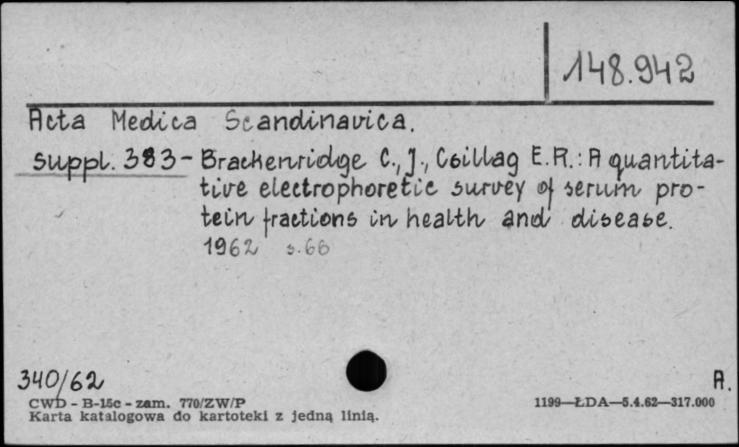 148.942
Acta Medica Scandinavica.
Suppl. 383- Brackenridge C., J., Csillag E.R.: A quantita-
tive electrophoretic survey of serum pro-
tein fractions in health and disease.
1962 s.66
340/62 A.
CWD - B-15c - zam. 770/ZW/P 1199—ŁDA—5.4.62—317.000
Karta katalogowa do kartoteki z jedną linią.